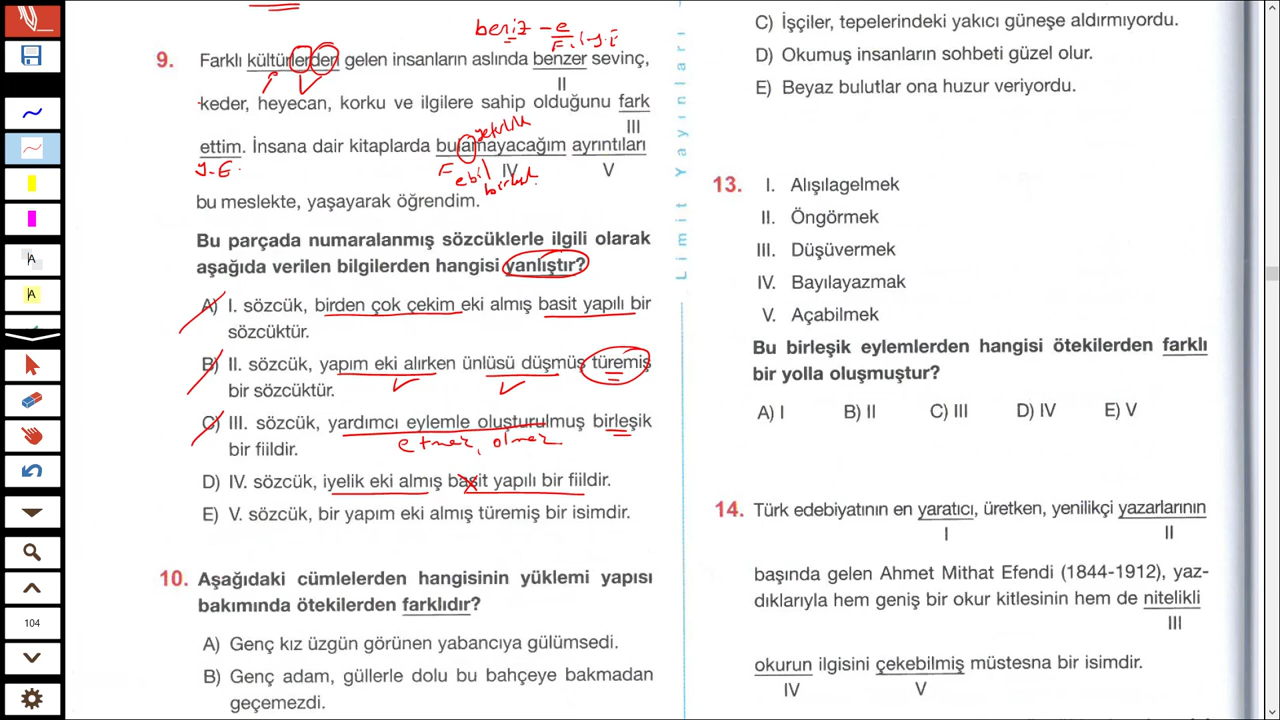 beniz - e
9. Farklı kültürlerden gelen insanların aslında benzer sevinç,
II
keder, heyecan, korku ve ilgilere sahip olduğunu fark
III
ettim. İnsana dair kitaplarda bulamayacağım ayrıntıları
Y.E.
F
ebil
IV
V
bu meslekte, yaşayarak öğrendim.
Bu parçada numaralanmış sözcüklerle ilgili olarak
aşağıda verilen bilgilerden hangisi yanlıştır?
A) I. sözcük, birden çok çekim eki almış basit yapılı bir
sözcüktür.
B) II. sözcük, yapım eki alırken ünlüsü düşmüş türemiş
bir sözcüktür.
C) III. sözcük, yardımcı eylemle oluşturulmuş birleşik
bir fiildir.
etmek, olmak
D) IV. sözcük, iyelik eki almış basit yapılı bir fiildir.
E) V. sözcük, bir yapım eki almış türemiş bir isimdir.
10. Aşağıdaki cümlelerden hangisinin yüklemi yapısı
bakımında ötekilerden farklıdır?
A) Genç kız üzgün görünen yabancıya gülümsedi.
B) Genç adam, güllerle dolu bu bahçeye bakmadan
geçemezdi.
Limit Yayınları
C) İşçiler, tepelerindeki yakıcı güneşe aldırmıyordu.
D) Okumuş insanların sohbeti güzel olur.
E) Beyaz bulutlar ona huzur veriyordu.
13. I. Alışılagelmek
II. Öngörmek
III. Düşüvermek
IV. Bayılayazmak
V. Açabilmek
Bu birleşik eylemlerden hangisi ötekilerden farklı
bir yolla oluşmuştur?
A) I B) II C) III D) IV E) V
14. Türk edebiyatının en yaratıcı, üretken, yenilikçi yazarlarının
I II
başında gelen Ahmet Mithat Efendi (1844-1912), yaz-
dıklarıyla hem geniş bir okur kitlesinin hem de nitelikli
III
okurun ilgisini çekebilmiş müstesna bir isimdir.
IV V
A
A
104